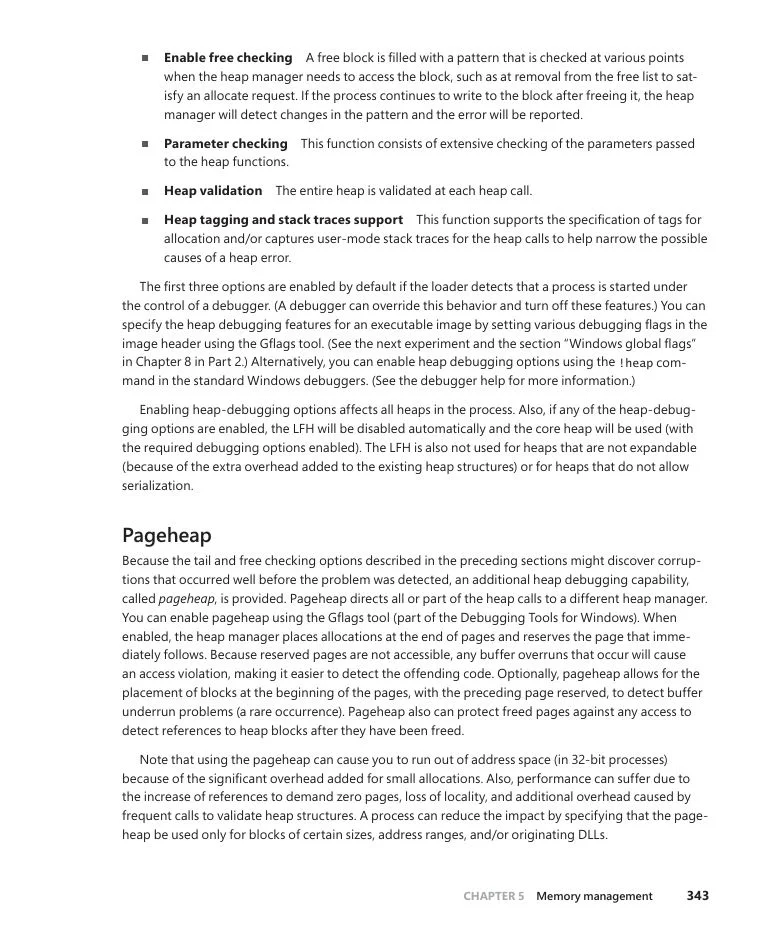 ■ Enable free checking A free block is filled with a pattern that is checked at various points
when the heap manager needs to access the block, such as at removal from the free list to sat-
isfy an allocate request. If the process continues to write to the block after freeing it, the heap
manager will detect changes in the pattern and the error will be reported.
■ Parameter checking This function consists of extensive checking of the parameters passed
to the heap functions.
■ Heap validation The entire heap is validated at each heap call.
■ Heap tagging and stack traces support This function supports the specification of tags for
allocation and/or captures user-mode stack traces for the heap calls to help narrow the possible
causes of a heap error.
The first three options are enabled by default if the loader detects that a process is started under
the control of a debugger. (A debugger can override this behavior and turn off these features.) You can
specify the heap debugging features for an executable image by setting various debugging flags in the
image header using the Gflags tool. (See the next experiment and the section “Windows global flags”
in Chapter 8 in Part 2.) Alternatively, you can enable heap debugging options using the !heap com-
mand in the standard Windows debuggers. (See the debugger help for more information.)
Enabling heap-debugging options affects all heaps in the process. Also, if any of the heap-debug-
ging options are enabled, the LFH will be disabled automatically and the core heap will be used (with
the required debugging options enabled). The LFH is also not used for heaps that are not expandable
(because of the extra overhead added to the existing heap structures) or for heaps that do not allow
serialization.
Pageheap
Because the tail and free checking options described in the preceding sections might discover corrup-
tions that occurred well before the problem was detected, an additional heap debugging capability,
called pageheap, is provided. Pageheap directs all or part of the heap calls to a different heap manager.
You can enable pageheap using the Gflags tool (part of the Debugging Tools for Windows). When
enabled, the heap manager places allocations at the end of pages and reserves the page that imme-
diately follows. Because reserved pages are not accessible, any buffer overruns that occur will cause
an access violation, making it easier to detect the offending code. Optionally, pageheap allows for the
placement of blocks at the beginning of the pages, with the preceding page reserved, to detect buffer
underrun problems (a rare occurrence). Pageheap also can protect freed pages against any access to
detect references to heap blocks after they have been freed.
Note that using the pageheap can cause you to run out of address space (in 32-bit processes)
because of the significant overhead added for small allocations. Also, performance can suffer due to
the increase of references to demand zero pages, loss of locality, and additional overhead caused by
frequent calls to validate heap structures. A process can reduce the impact by specifying that the page-
heap be used only for blocks of certain sizes, address ranges, and/or originating DLLs.
CHAPTER 5 Memory management 343